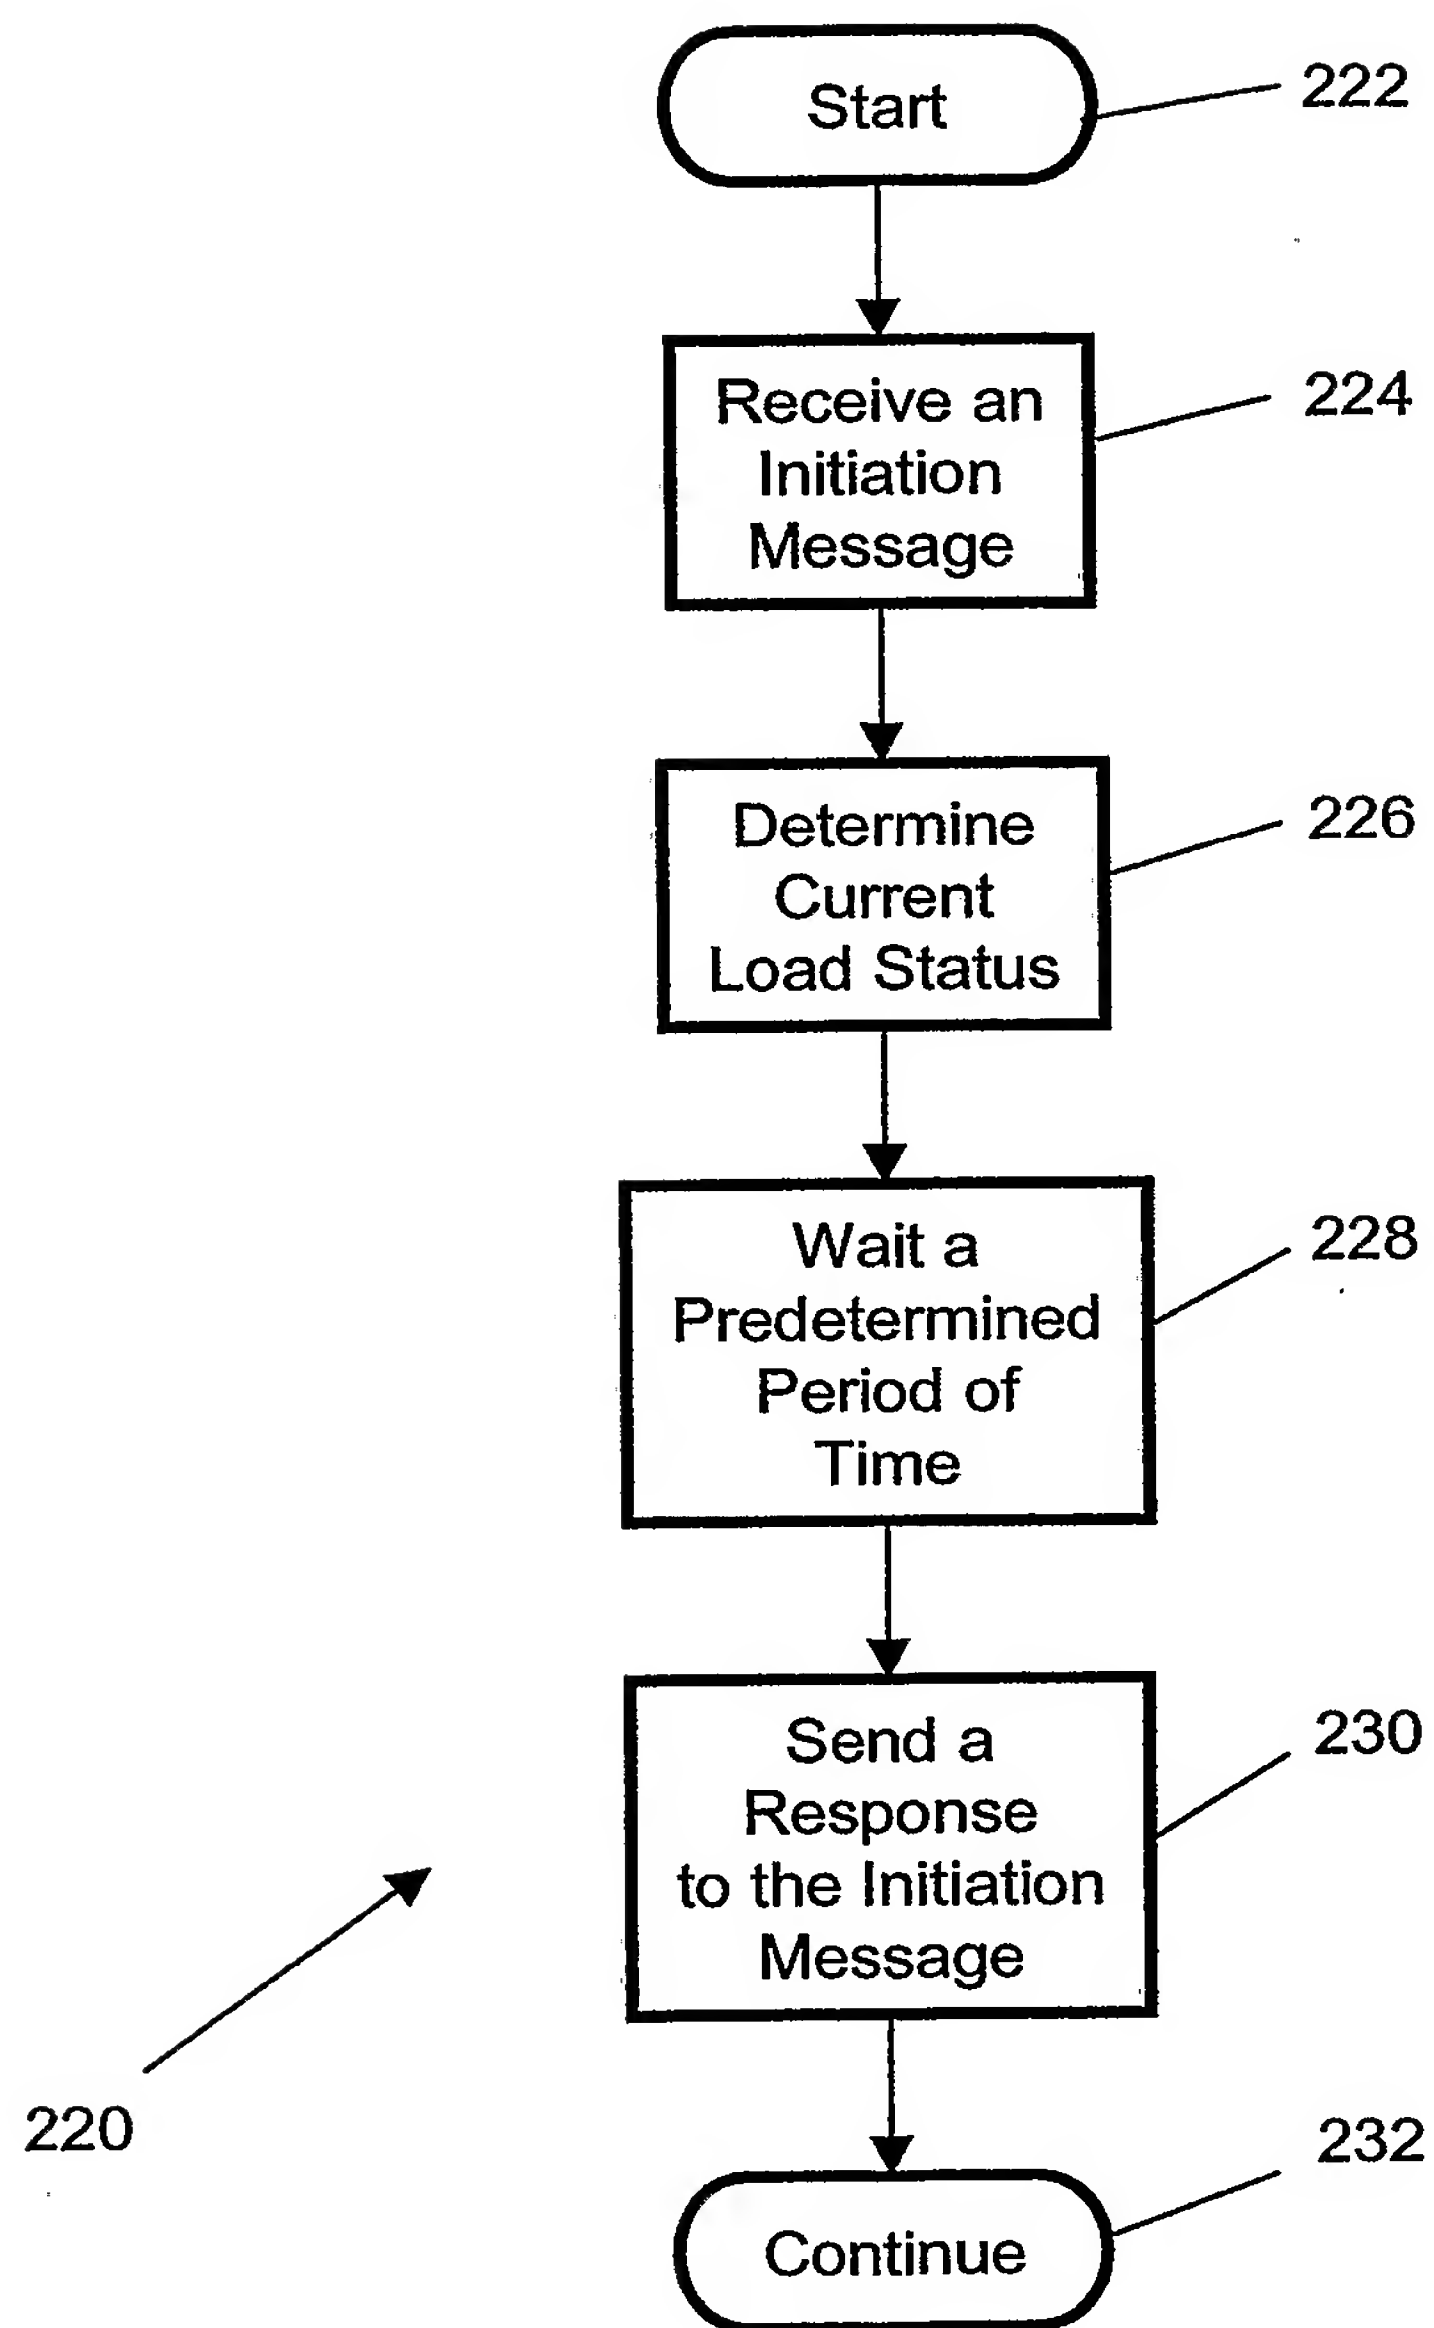 Start
222
Receive an
Initiation
Message
224
Determine
Current
Load Status
226
Wait a
Predetermined
Period of
Time
228
Send a
Response
to the Initiation
Message
230
220
Continue
232